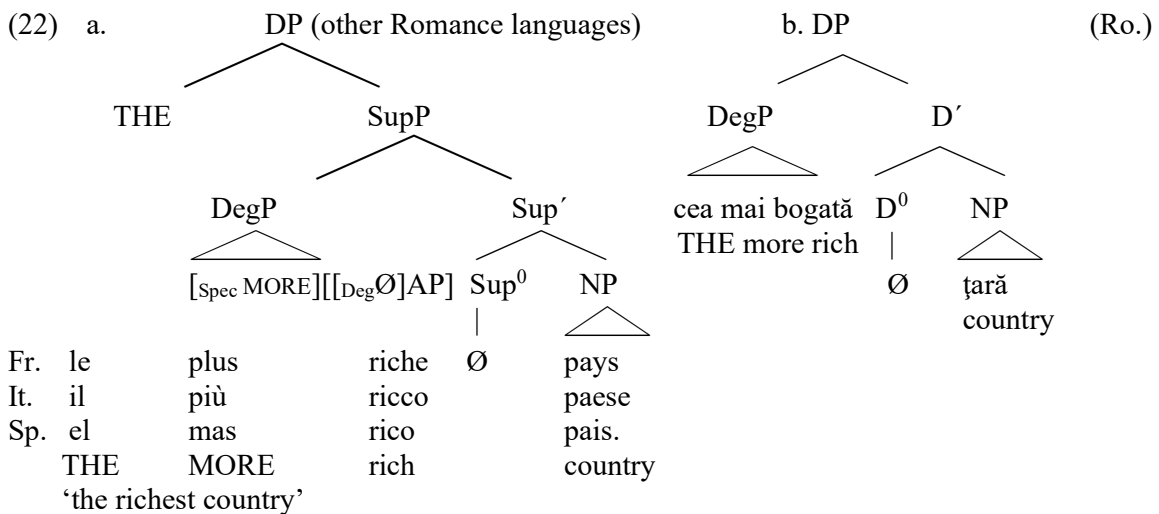 (22) a. DP (other Romance languages) b. DP (Ro.)
THE SupP DegP D´
DegP Sup´ cea mai bogată D⁰ NP
THE more rich
[Spec MORE][[DegØ]AP] Sup⁰ NP Ø ţară
country
Fr. le plus riche Ø pays
It. il più ricco paese
Sp. el mas rico pais.
THE MORE rich country
‘the richest country’